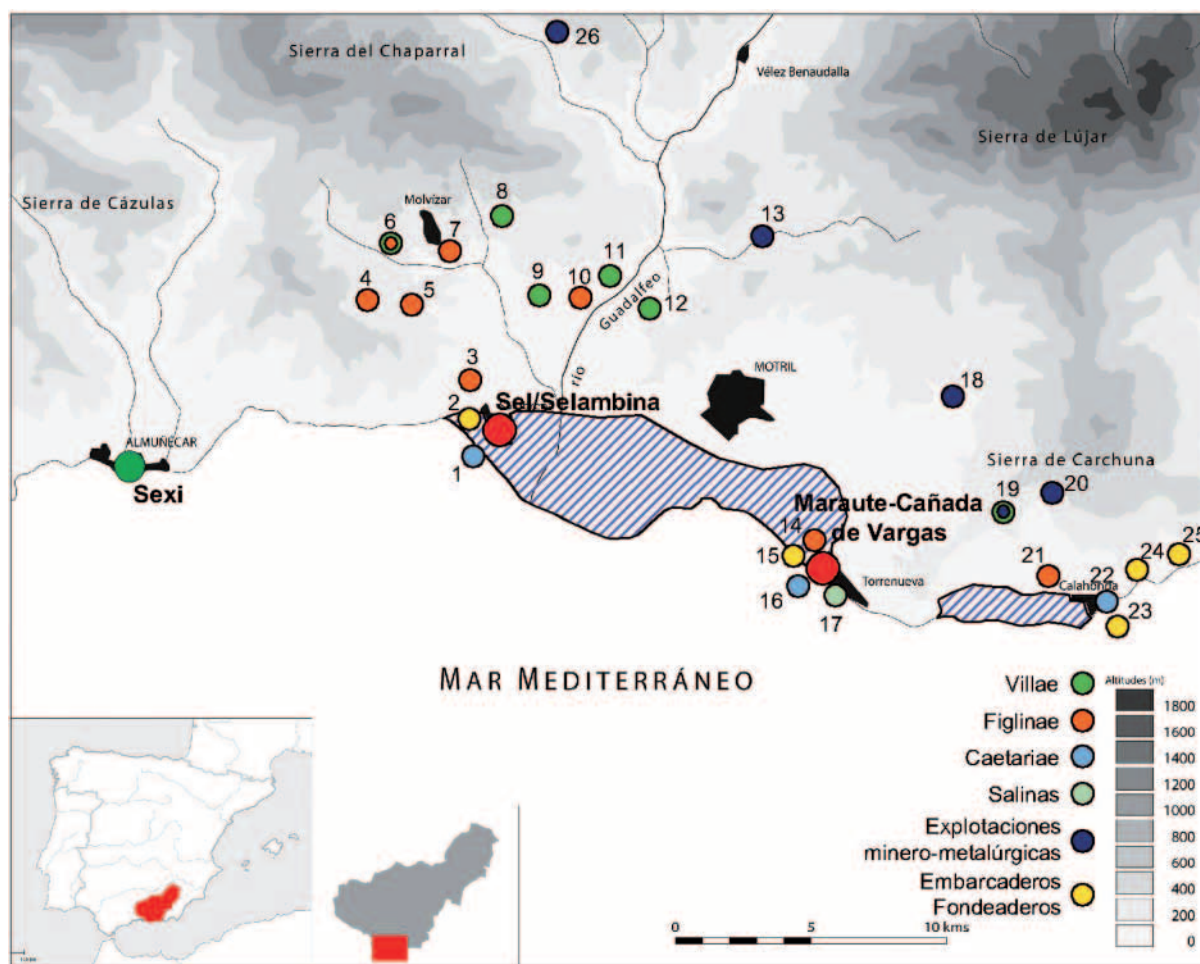 Sierra del Chaparral
26
Vélez Benaudalla
Sierra de Lújar
Sierra de Cázulas
8
Molvízar
6
7
13
11
9
10
4
5
12
río Guadalfeo
3
MOTRIL
18
2
Sel/Selambina
ALMUÑECAR
1
Sierra de Carchuna
Sexi
19
20
Maraute-Cañada
de Vargas
14
15
25
24
21
22
Calahonda
16
Torrenueva
17
23
MAR MEDITERRÁNEO
Villae
Figlinae
Caetariae
Salinas
Explotaciones
minero-metalúrgicas
Embarcaderos
Fondeaderos
Altitudes (m)
1800
1600
1400
1200
1000
800
600
400
200
0
0 5 10 kms